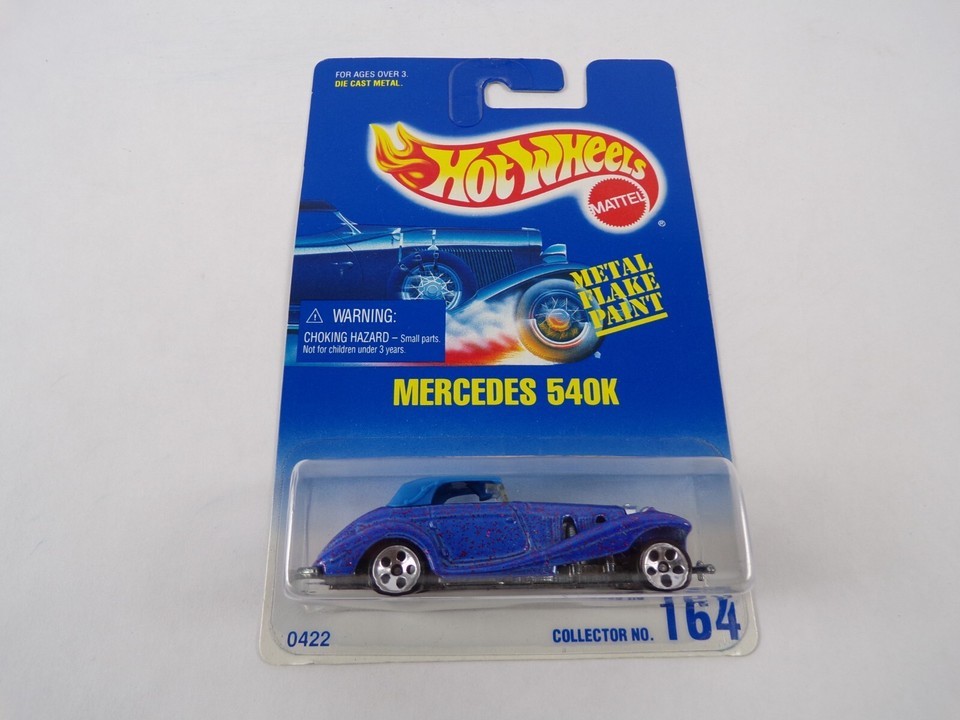 FOR AGES OVER 3.
DIE CAST METAL.
HOT WHEELS
MATTEL
®
METAL
FLAKE
PAINT
⚠ WARNING:
CHOKING HAZARD – Small parts.
Not for children under 3 years.
MERCEDES 540K
0422
COLLECTOR NO. 164